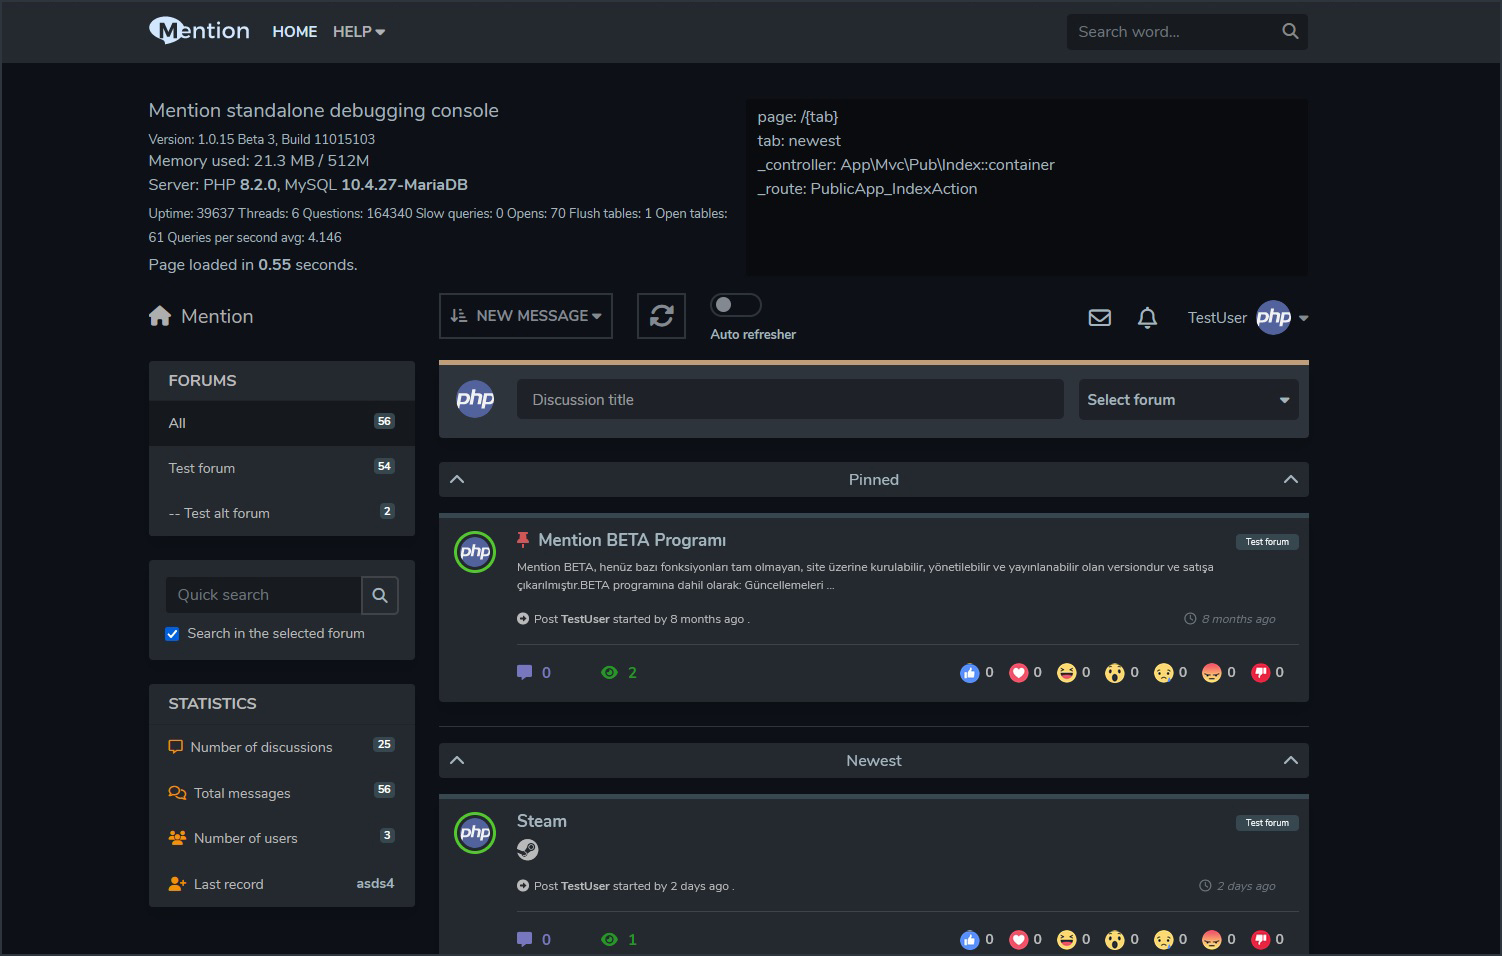 Mention HOME HELP Search word...
Mention standalone debugging console
Version: 1.0.15 Beta 3, Build 11015103
Memory used: 21.3 MB / 512M
Server: PHP 8.2.0, MySQL 10.4.27-MariaDB
Uptime: 39637 Threads: 6 Questions: 164340 Slow queries: 0 Opens: 70 Flush tables: 1 Open tables:
61 Queries per second avg: 4.146
Page loaded in 0.55 seconds.
page: /{tab}
tab: newest
_controller: App\Mvc\Pub\Index::container
_route: PublicApp_IndexAction
Mention
NEW MESSAGE
Auto refresher
TestUser php
FORUMS
All 56
Test forum 54
-- Test alt forum 2
Quick search
Search in the selected forum
STATISTICS
Number of discussions 25
Total messages 56
Number of users 3
Last record asds4
php Discussion title Select forum
Pinned
php Mention BETA Programı Test forum
Mention BETA, henüz bazı fonksiyonları tam olmayan, site üzerine kurulabilir, yönetilebilir ve yayınlanabilir olan versiondur ve satışa
çıkarılmıştır.BETA programına dahil olarak: Güncellemeleri ...
Post TestUser started by 8 months ago . 8 months ago
0 2 0 0 0 0 0 0 0
Newest
php Steam Test forum
Post TestUser started by 2 days ago . 2 days ago
0 1 0 0 0 0 0 0 0